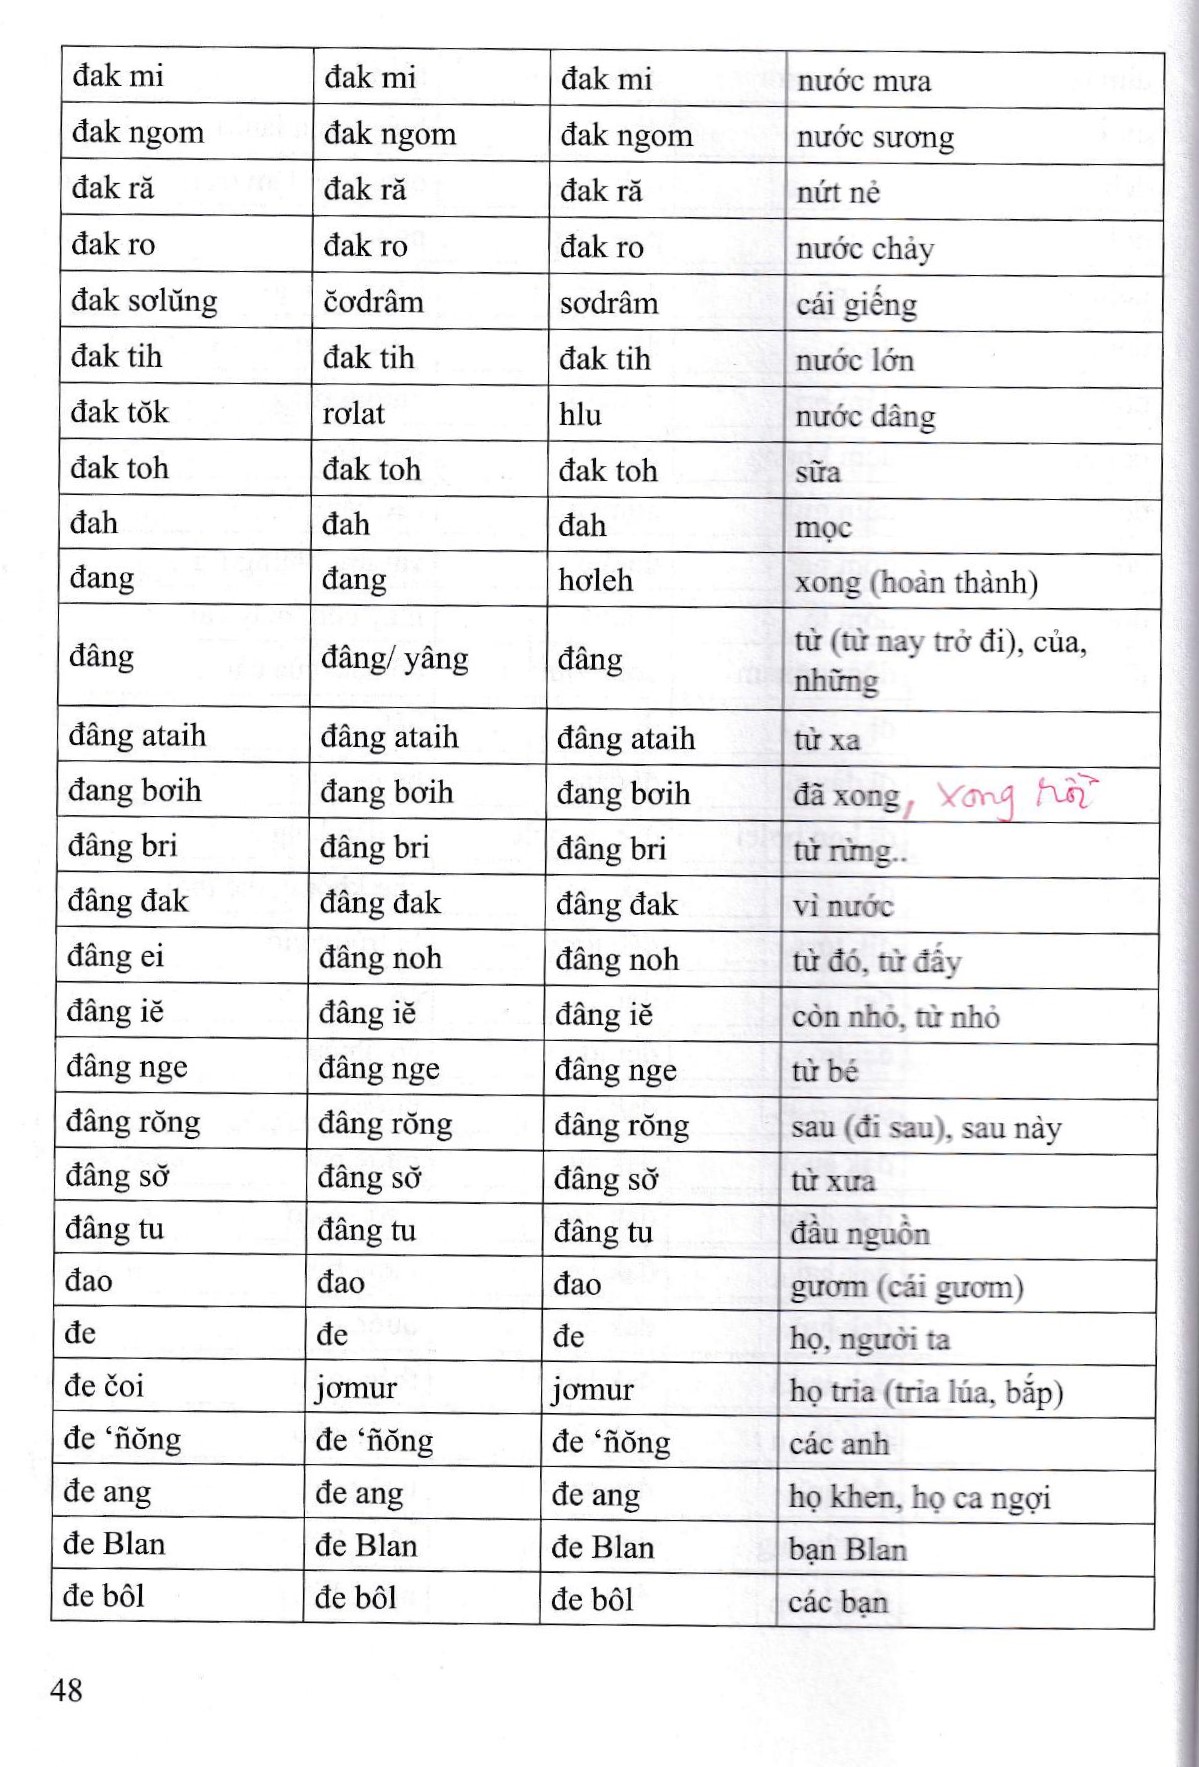 đak mi đak mi đak mi nước mưa
đak ngom đak ngom đak ngom nước sương
đak ră đak ră đak ră nứt nẻ
đak ro đak ro đak ro nước chảy
đak sơlŭng čơdrâm sơdrâm cái giếng
đak tih đak tih đak tih nước lớn
đak tŏk rơlat hlu nước dâng
đak toh đak toh đak toh sữa
đah đah đah mọc
đang đang hơleh xong (hoàn thành)
đâng đâng/ yâng đâng từ (từ nay trở đi), của,
những
đâng ataih đâng ataih đâng ataih từ xa
đang bơih đang bơih đang bơih đã xong, xong rồi
đâng bri đâng bri đâng bri từ rừng..
đâng đak đâng đak đâng đak vì nước
đâng ei đâng noh đâng noh từ đó, từ đấy
đâng iĕ đâng iĕ đâng iĕ còn nhỏ, từ nhỏ
đâng nge đâng nge đâng nge từ bé
đâng rŏng đâng rŏng đâng rŏng sau (đi sau), sau này
đâng sơ̆ đâng sơ̆ đâng sơ̆ từ xưa
đâng tu đâng tu đâng tu đầu nguồn
đao đao đao gươm (cái gươm)
đe đe đe họ, người ta
đe čoi jơmur jơmur họ tria (tria lúa, bắp)
đe ‘ñŏng đe ‘ñŏng đe ‘ñŏng các anh
đe ang đe ang đe ang họ khen, họ ca ngợi
đe Blan đe Blan đe Blan bạn Blan
đe bôl đe bôl đe bôl các bạn
48